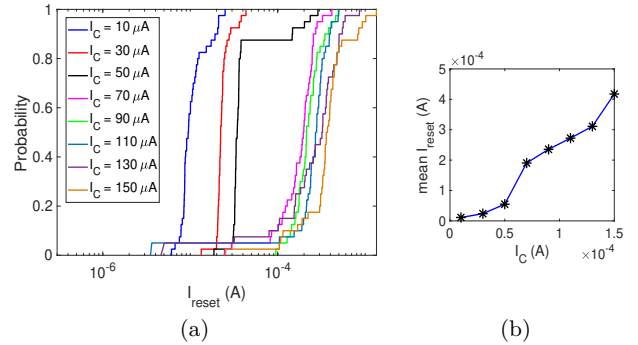 1
0.8
0.6
0.4
0.2
0
Probability
I_C = 10 μA
I_C = 30 μA
I_C = 50 μA
I_C = 70 μA
I_C = 90 μA
I_C = 110 μA
I_C = 130 μA
I_C = 150 μA
10^-6
10^-4
I_reset (A)
(a)
×10^-4
5
4
3
2
1
0
mean I_reset (A)
0
0.5
1
1.5
I_C (A)
×10^-4
(b)